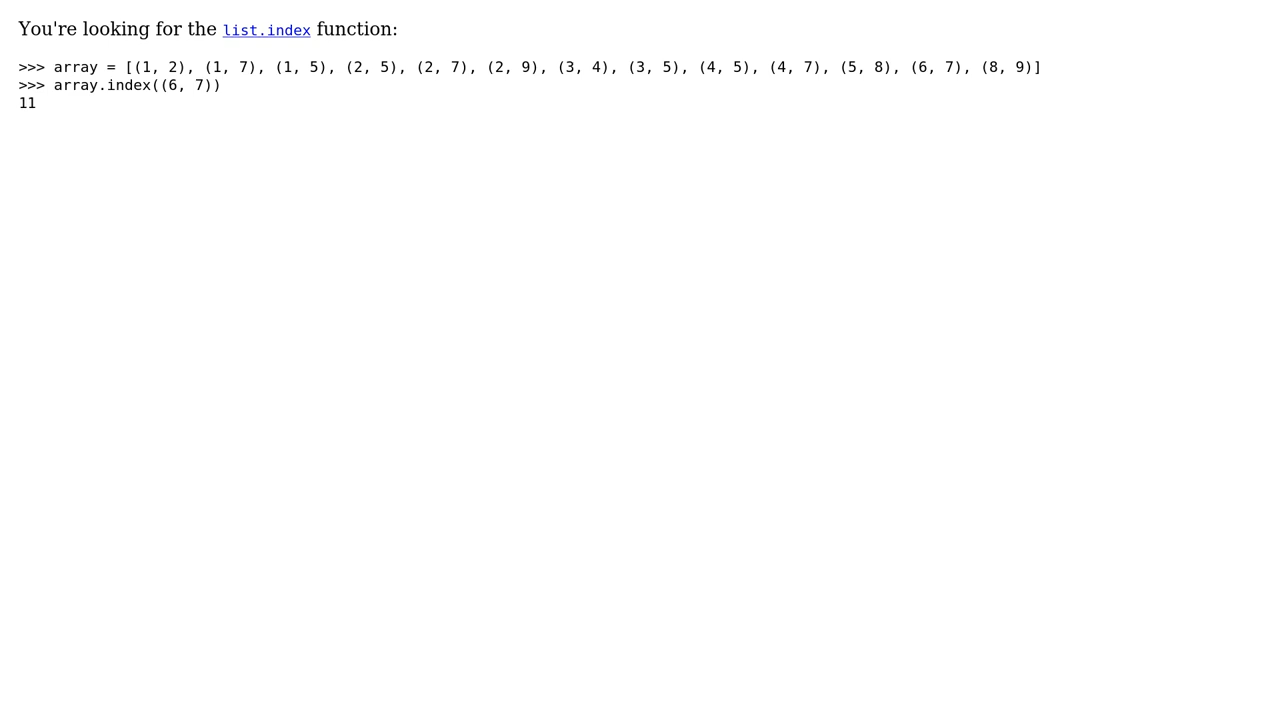 You're looking for the list.index function:
>>> array = [(1, 2), (1, 7), (1, 5), (2, 5), (2, 7), (2, 9), (3, 4), (3, 5), (4, 5), (4, 7), (5, 8), (6, 7), (8, 9)]
>>> array.index((6, 7))
11